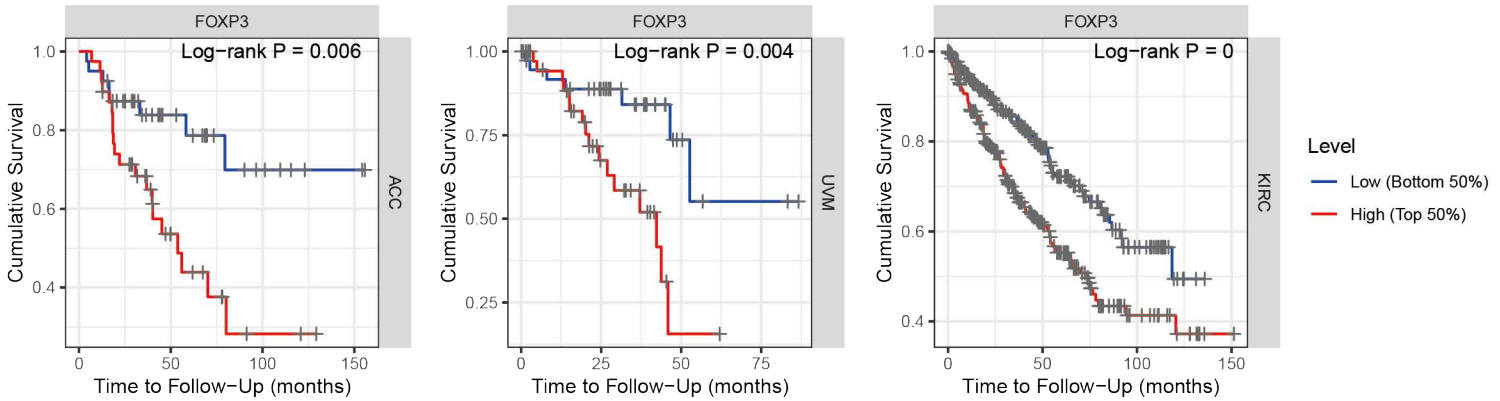 FOXP3
Log−rank P = 0.006
1.0
0.8
0.6
0.4
Cumulative Survival
ACC
0
50
100
150
Time to Follow−Up (months)
FOXP3
Log−rank P = 0.004
1.00
0.75
0.50
0.25
Cumulative Survival
UVM
0
25
50
75
Time to Follow−Up (months)
FOXP3
Log−rank P = 0
1.0
0.8
0.6
0.4
Cumulative Survival
KIRC
0
50
100
150
Time to Follow−Up (months)
Level
Low (Bottom 50%)
High (Top 50%)